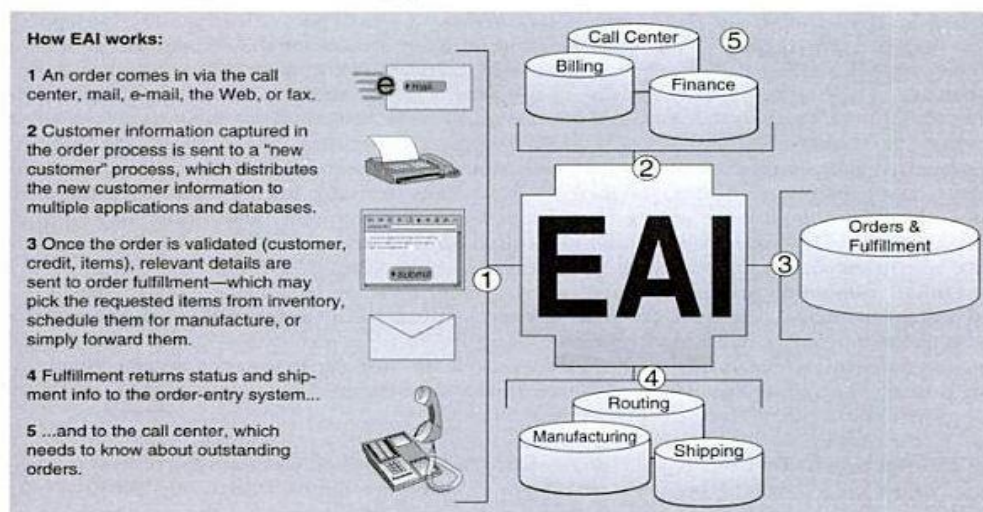 How EAI works:
1 An order comes in via the call
center, mail, e-mail, the Web, or fax.
2 Customer information captured in
the order process is sent to a "new
customer" process, which distributes
the new customer information to
multiple applications and databases.
3 Once the order is validated (customer,
credit, items), relevant details are
sent to order fulfillment—which may
pick the requested items from inventory,
schedule them for manufacture, or
simply forward them.
4 Fulfillment returns status and ship-
ment info to the order-entry system...
5 ...and to the call center, which
needs to know about outstanding
orders.
e mail
submit
1
Call Center
5
Billing
Finance
2
EAI
3
Orders &
Fulfillment
4
Routing
Manufacturing
Shipping